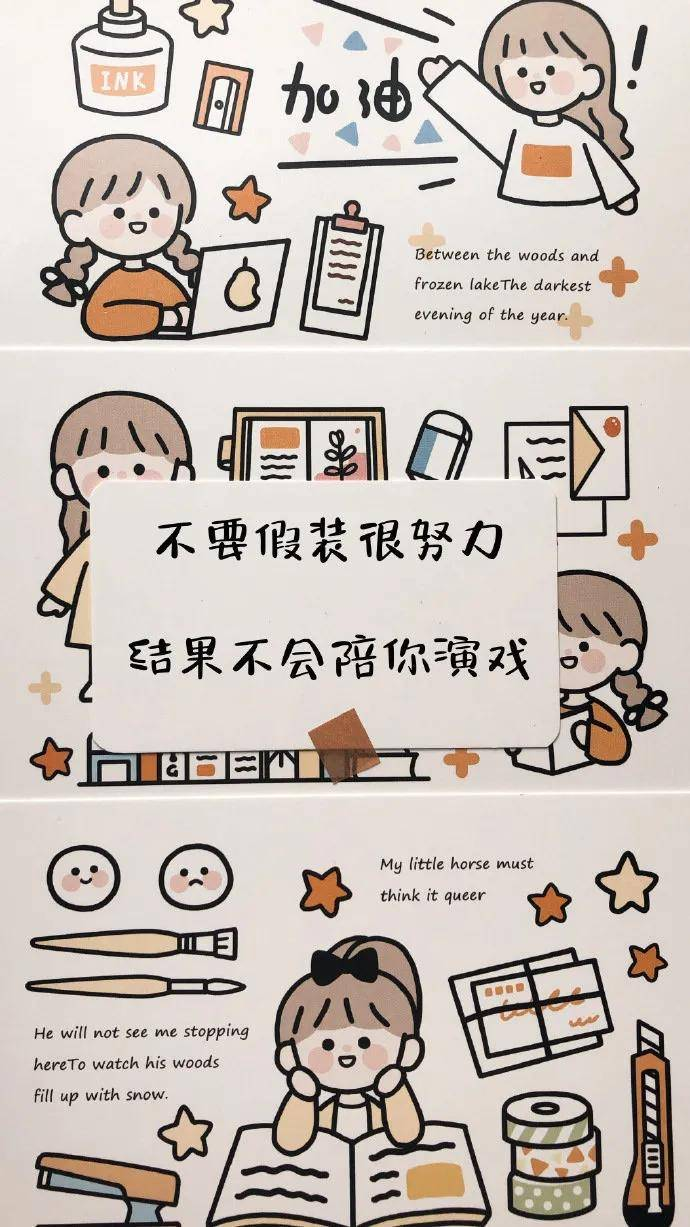 INK
加油
Between the woods and
frozen lakeThe darkest
evening of the year.
不要假装很努力
结果不会陪你演戏
My little horse must
think it queer
He will not see me stopping
hereTo watch his woods
fill up with snow.